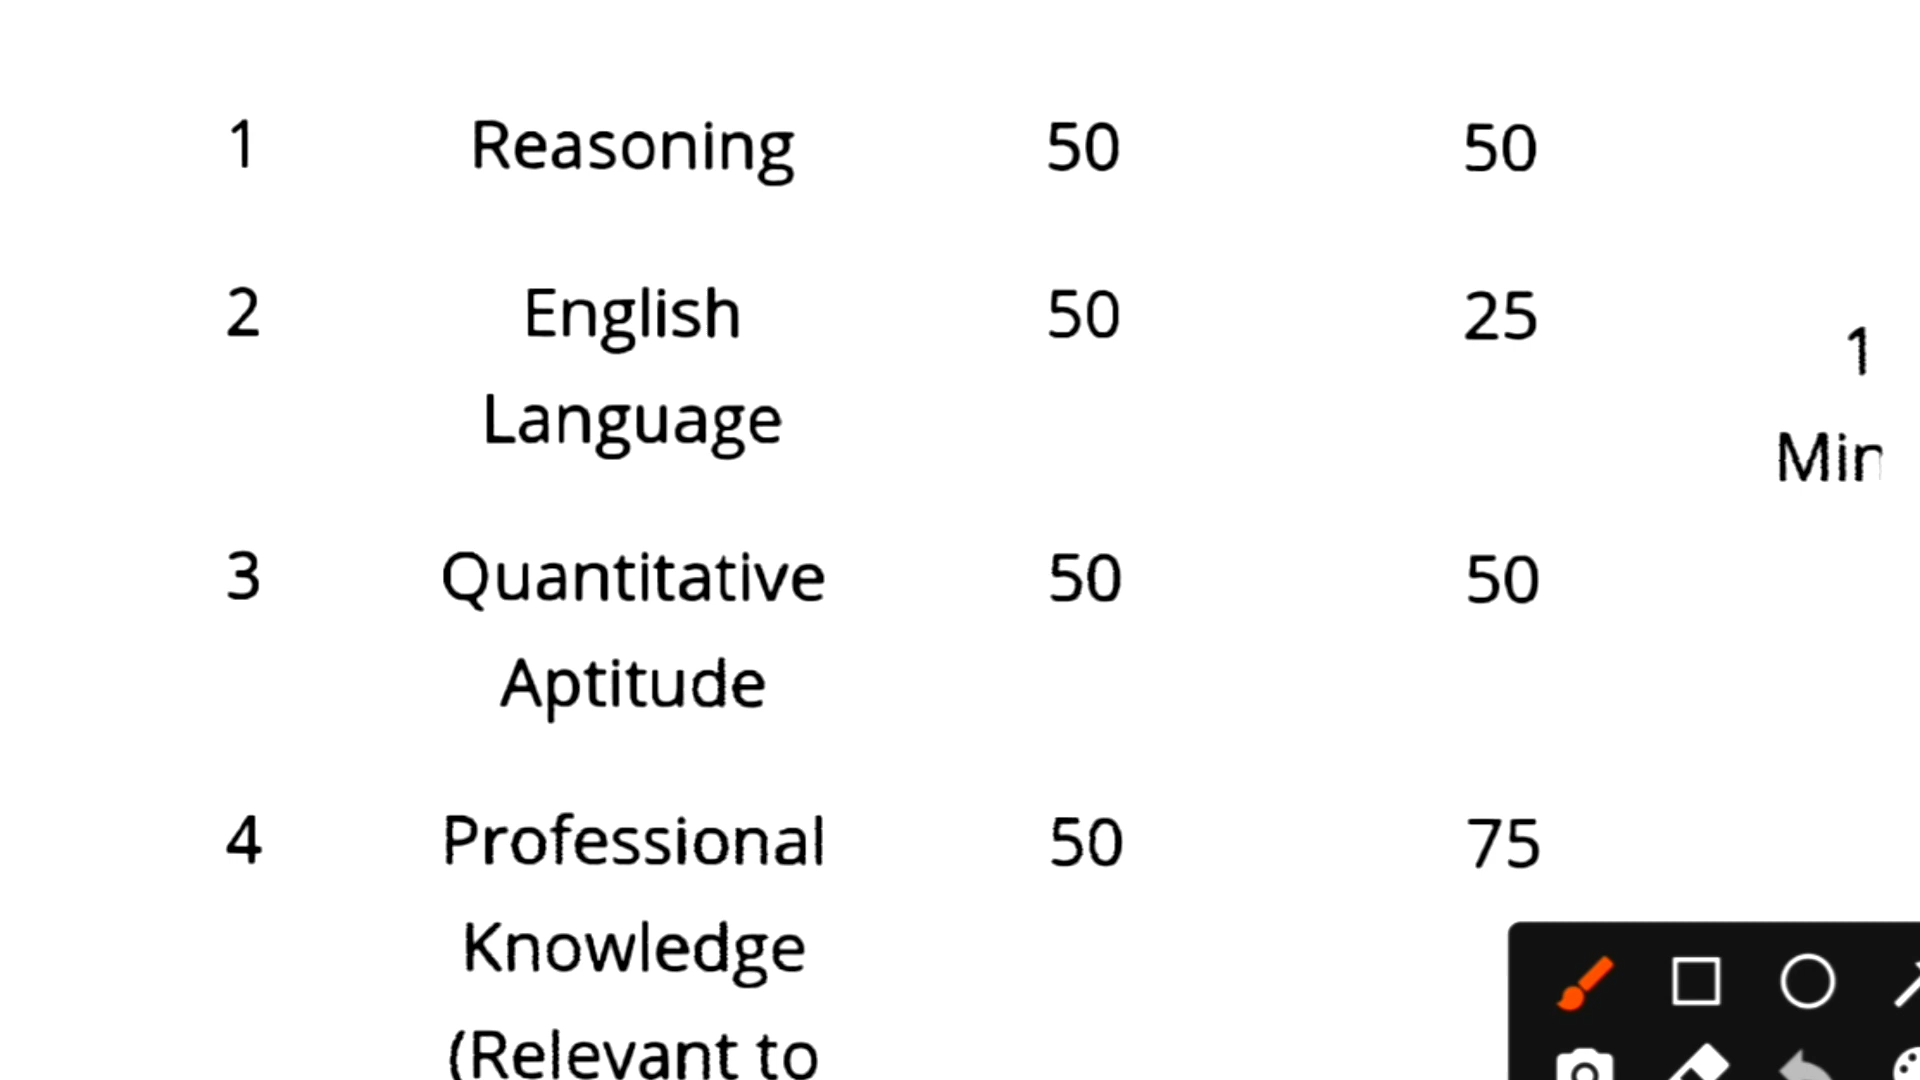 1 Reasoning 50 50
2 English 50 25
Language
1
Min
3 Quantitative 50 50
Aptitude
4 Professional 50 75
Knowledge
(Relevant to